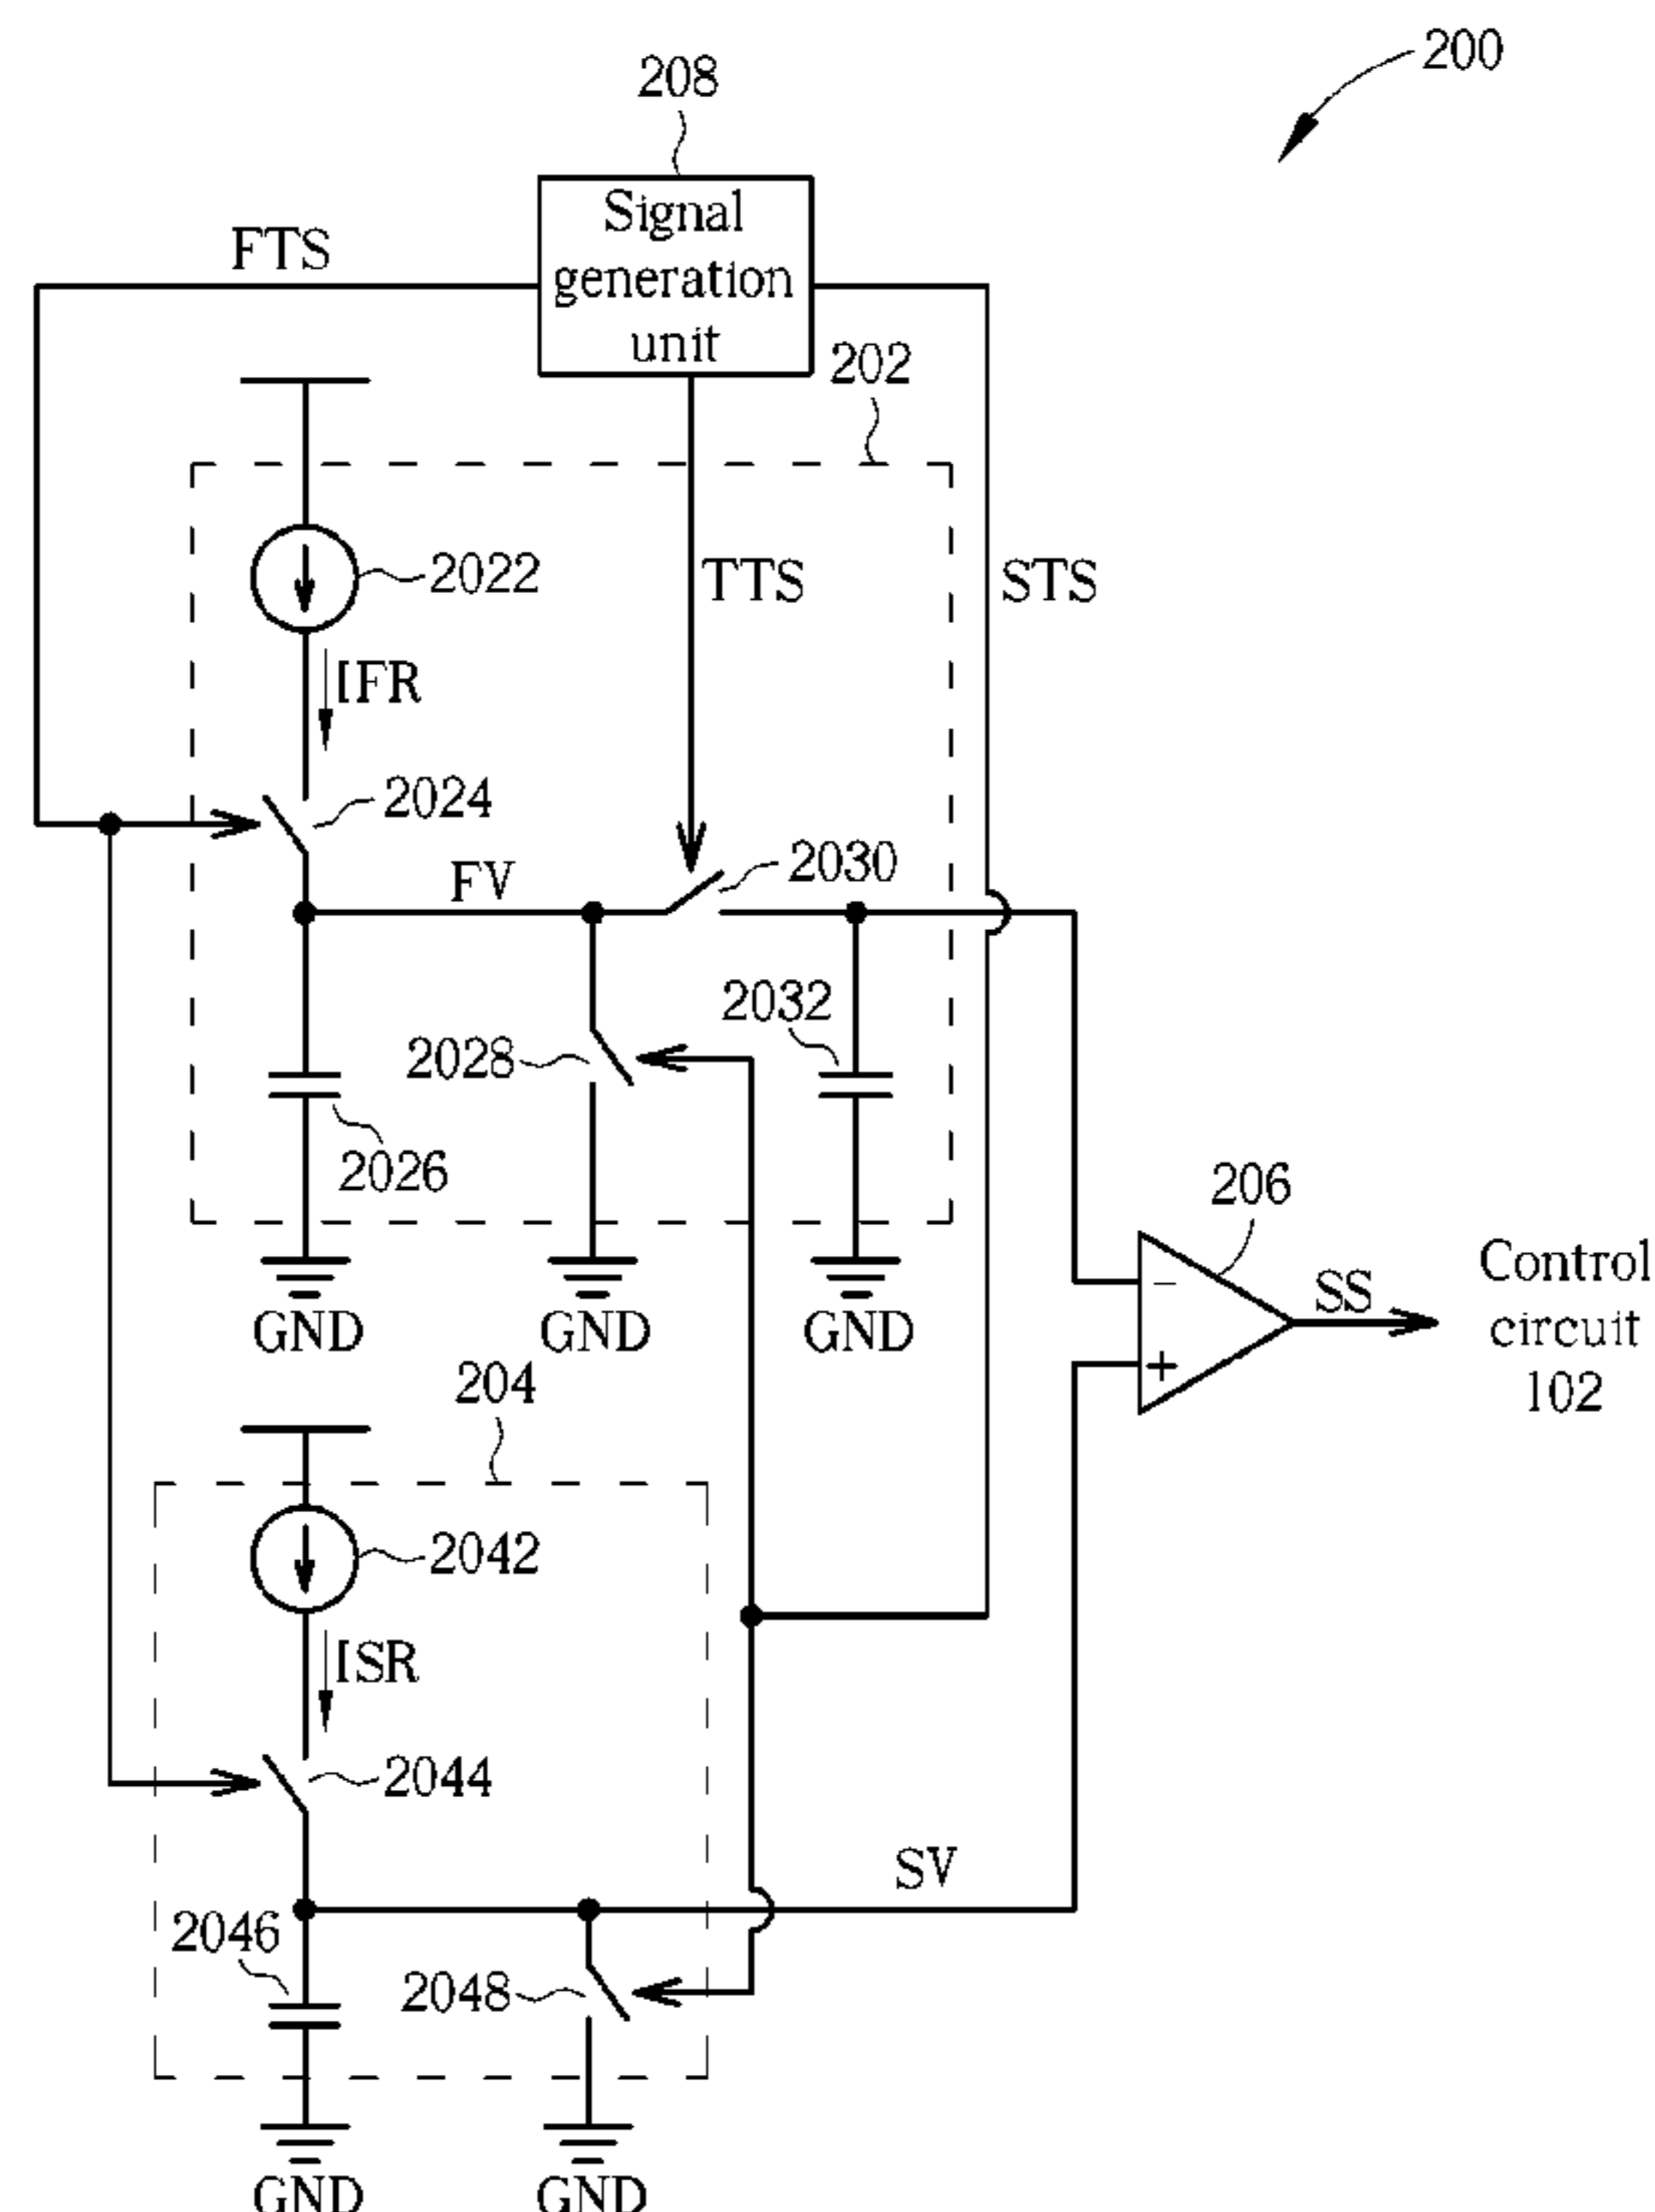 200
208
Signal
generation
unit
FTS
202
2022
TTS
STS
IFR
2024
2030
FV
2032
2028
2026
206
GND
GND
GND
−
+
SS
Control
circuit
102
204
2042
ISR
2044
SV
2046
2048
GND
GND